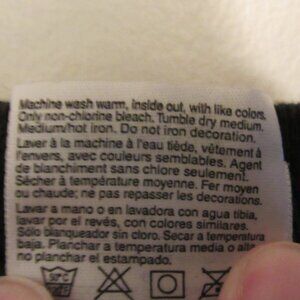 Machine wash warm, inside out, with like colors.
Only non-chlorine bleach. Tumble dry medium.
Medium/hot iron. Do not iron decoration.
Laver à la machine à l'eau tiède, vêtement à
l'envers, avec couleurs semblables. Agent
de blanchiment sans chlore seulement.
Sécher à température moyenne. Fer moyen
ou chaude; ne pas repasser les decorations.
Lavar a mano o en lavadora con agua tibia,
lavar por el revés, con colores similares.
Sólo blanqueador sin cloro. Secar a temperatura
baja. Planchar a temperatura media o alta
no el estampado.